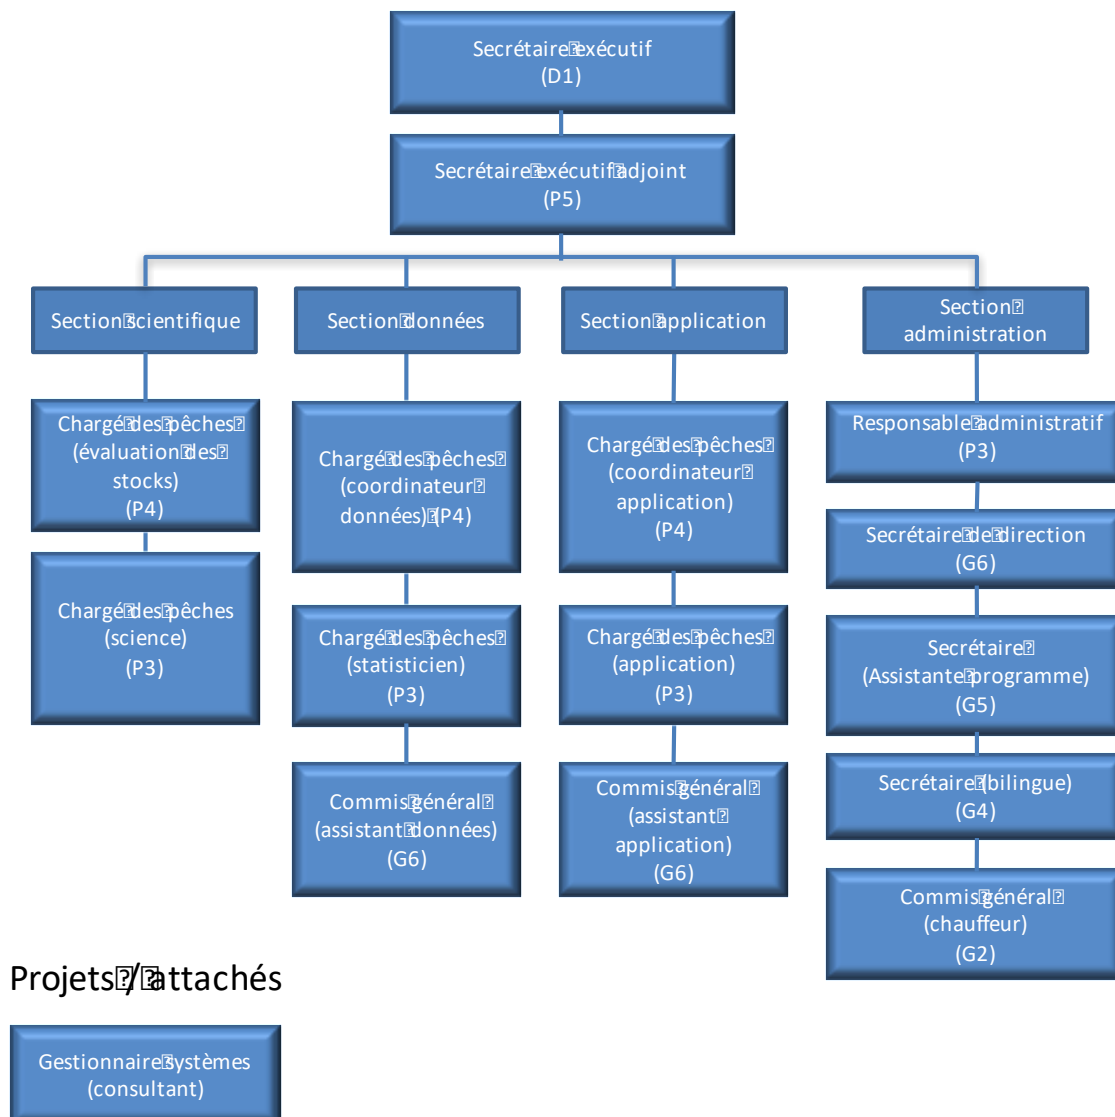 Secrétaire exécutif
(D1)
Secrétaire exécutif adjoint
(P5)
Section scientifique
Section données
Section application
Section
administration
Chargé des pêches
(évaluation des
stocks)
(P4)
Chargé des pêches
(science)
(P3)
Chargé des pêches
(coordinateur
données) (P4)
Chargé des pêches
(statisticien)
(P3)
Commis général
(assistant données)
(G6)
Chargé des pêches
(coordinateur
application)
(P4)
Chargé des pêches
(application)
(P3)
Commis général
(assistant
application)
(G6)
Responsable administratif
(P3)
Secrétaire de direction
(G6)
Secrétaire
(Assistante programme)
(G5)
Secrétaire (bilingue)
(G4)
Commis général
(chauffeur)
(G2)
Projets / attachés
Gestionnaire systèmes
(consultant)